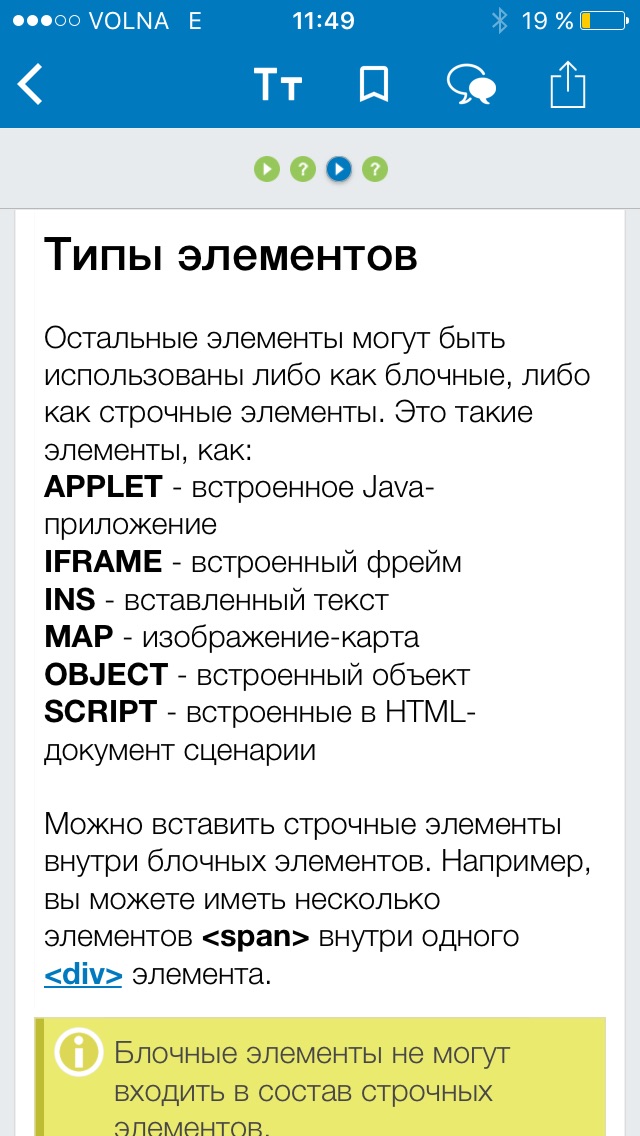 VOLNA E 11:49 19 %
Tт
? ?
Типы элементов
Остальные элементы могут быть
использованы либо как блочные, либо
как строчные элементы. Это такие
элементы, как:
APPLET - встроенное Java-
приложение
IFRAME - встроенный фрейм
INS - вставленный текст
MAP - изображение-карта
OBJECT - встроенный объект
SCRIPT - встроенные в HTML-
документ сценарии
Можно вставить строчные элементы
внутри блочных элементов. Например,
вы можете иметь несколько
элементов <span> внутри одного
<div> элемента.
Блочные элементы не могут
входить в состав строчных
элементов.